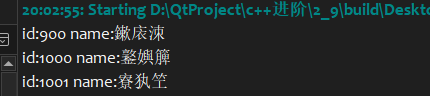 20:02:55: Starting D:\QtProject\c++进阶\2_9\build\Deskto
id:900 name:鏉庡洓
id:1000 name:鐜嬩簲
id:1001 name:寮犱笁